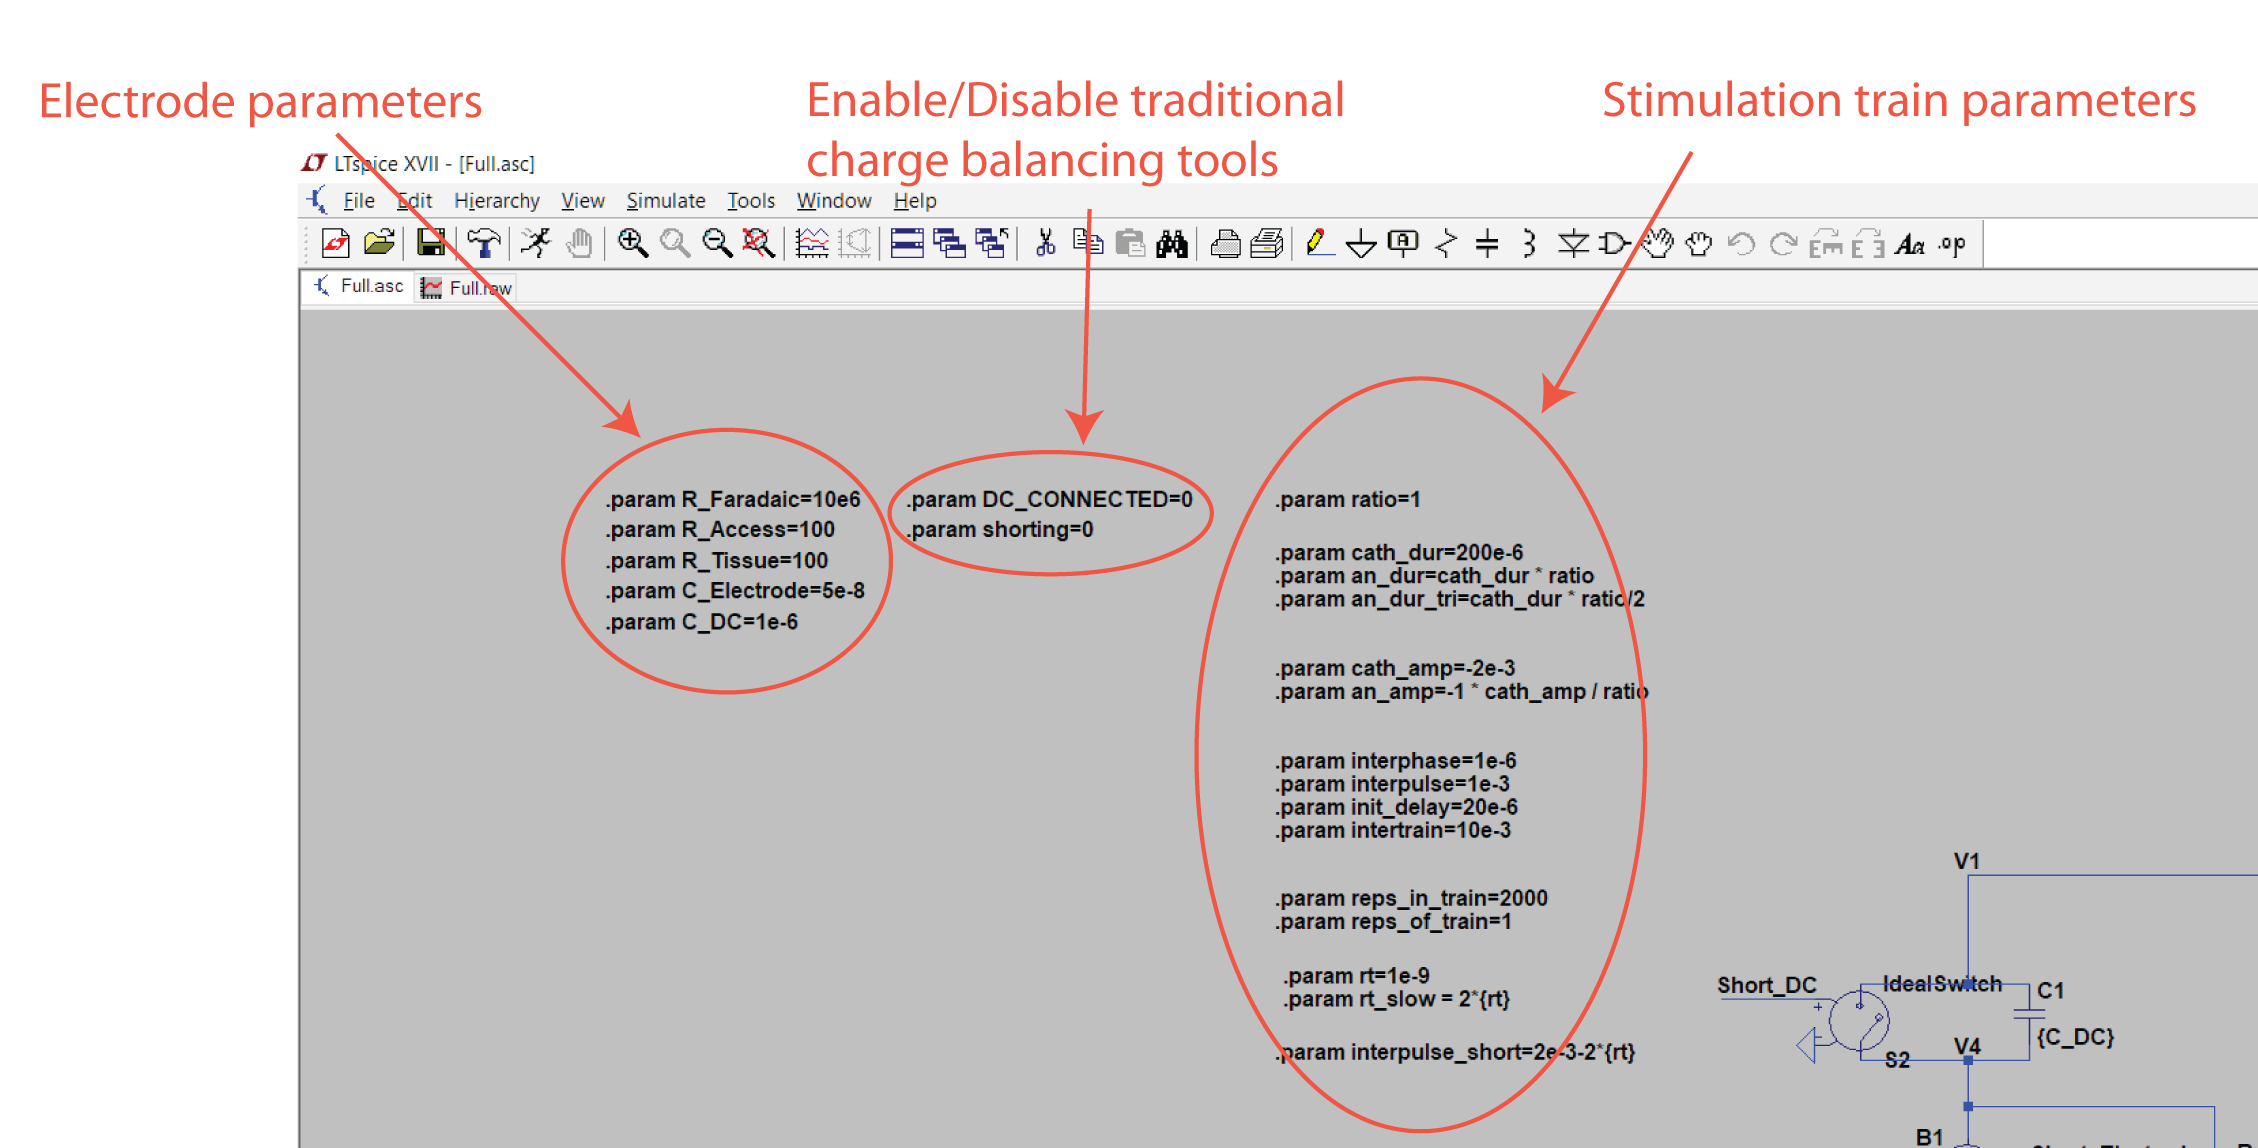 Electrode parameters
Enable/Disable traditional
charge balancing tools
Stimulation train parameters
LTspice XVII - [Full.asc]
File Edit Hierarchy View Simulate Tools Window Help
Aa .op
Full.asc Full.raw
.param R_Faradaic=10e6
.param R_Access=100
.param R_Tissue=100
.param C_Electrode=5e-8
.param C_DC=1e-6
.param DC_CONNECTED=0
.param shorting=0
.param ratio=1
.param cath_dur=200e-6
.param an_dur=cath_dur * ratio
.param an_dur_tri=cath_dur * ratio/2
.param cath_amp=-2e-3
.param an_amp=-1 * cath_amp / ratio
.param interphase=1e-6
.param interpulse=1e-3
.param init_delay=20e-6
.param intertrain=10e-3
.param reps_in_train=2000
.param reps_of_train=1
.param rt=1e-9
.param rt_slow = 2*{rt}
.param interpulse_short=2e-3-2*{rt}
V1
Short_DC
IdealSwitch
C1
{C_DC}
V4
S2
B1